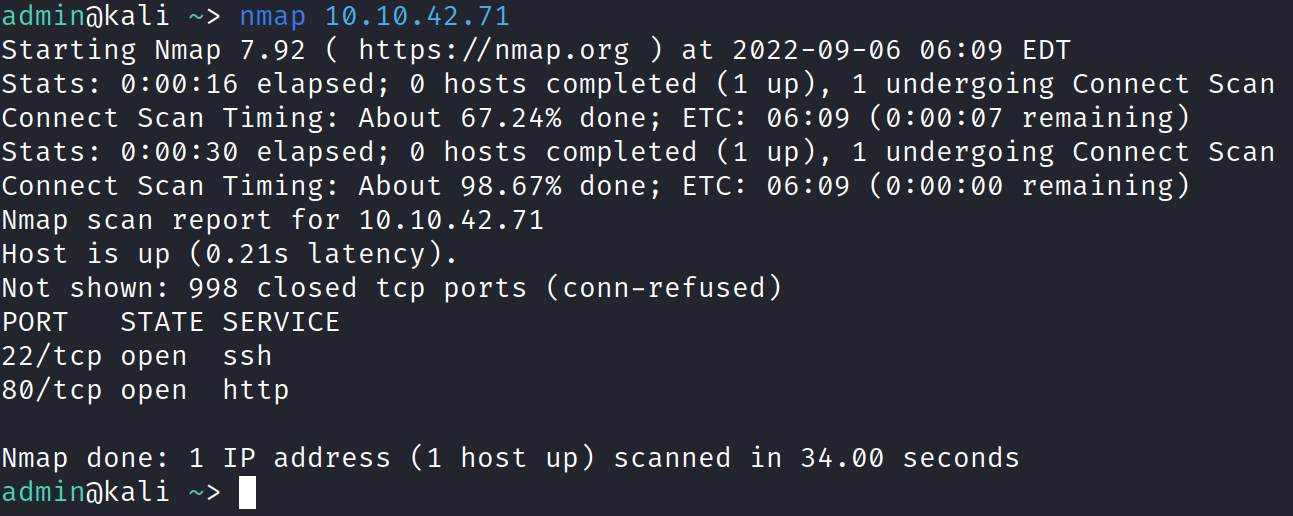 admin@kali ~> nmap 10.10.42.71
Starting Nmap 7.92 ( https://nmap.org ) at 2022-09-06 06:09 EDT
Stats: 0:00:16 elapsed; 0 hosts completed (1 up), 1 undergoing Connect Scan
Connect Scan Timing: About 67.24% done; ETC: 06:09 (0:00:07 remaining)
Stats: 0:00:30 elapsed; 0 hosts completed (1 up), 1 undergoing Connect Scan
Connect Scan Timing: About 98.67% done; ETC: 06:09 (0:00:00 remaining)
Nmap scan report for 10.10.42.71
Host is up (0.21s latency).
Not shown: 998 closed tcp ports (conn-refused)
PORT   STATE SERVICE
22/tcp open  ssh
80/tcp open  http

Nmap done: 1 IP address (1 host up) scanned in 34.00 seconds
admin@kali ~>